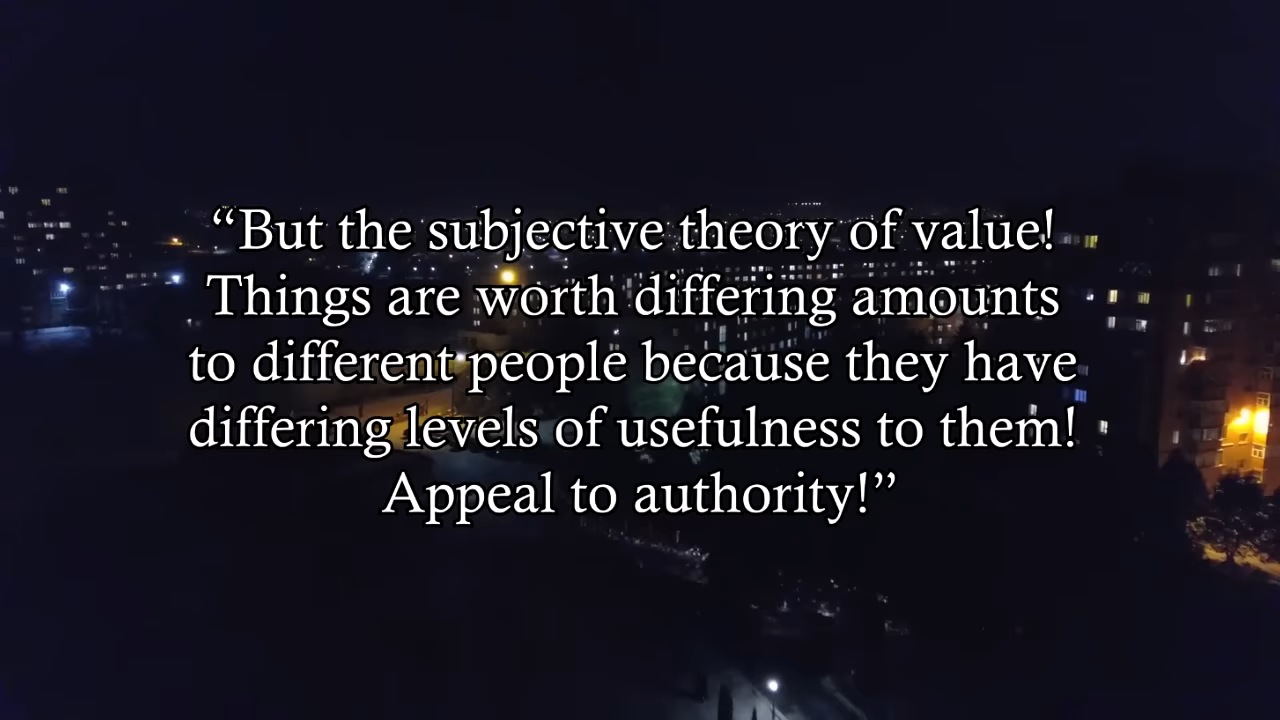 “But the subjective theory of value!
Things are worth differing amounts
to different people because they have
differing levels of usefulness to them!
Appeal to authority!”